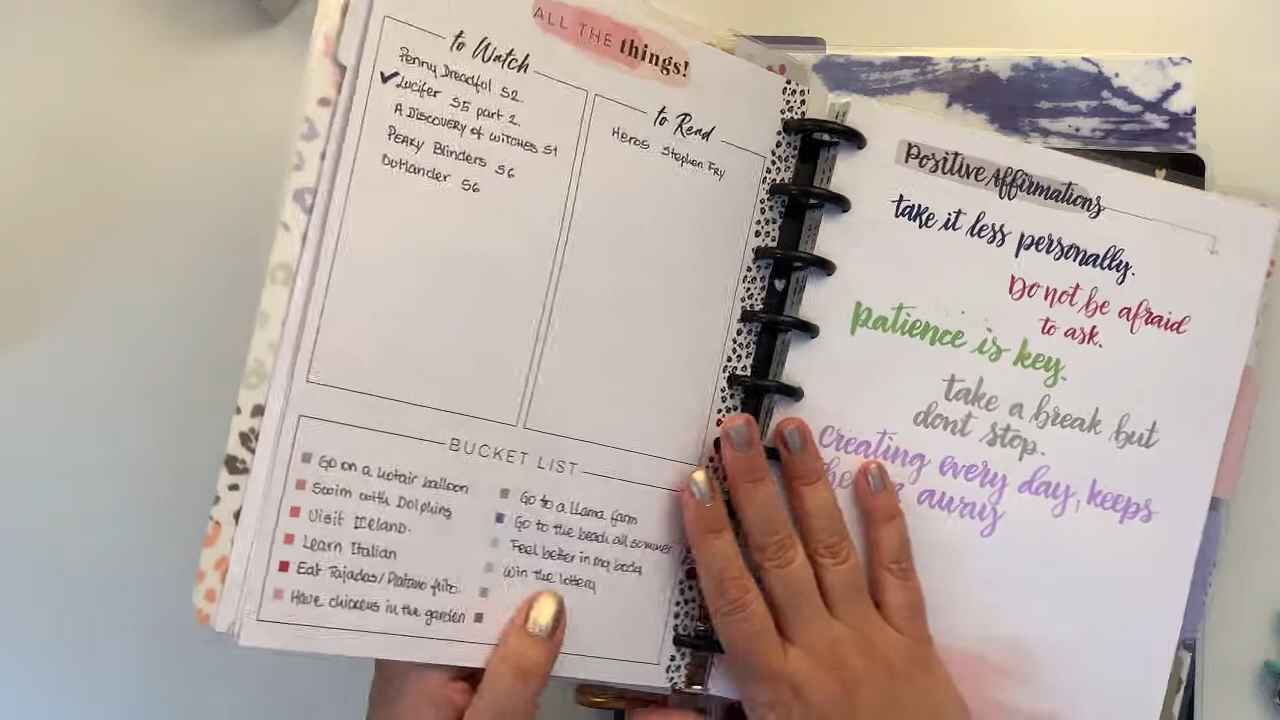 ALL THE things!
to Watch
Penny Dreadful S2.
Lucifer S5 part 2.
A Discovery of witches S1
Peaky Blinders S6
Outlander S6
to Read
Heros Stephen Fry
BUCKET LIST
Go on a hotair balloon
Swim with Dolphins
Visit Iceland.
Learn Italian
Eat Tajadas/Platano frito
Have chickens in the garden
Go to a llama farm
Go to the beach all summer
Feel better in my body
Win the lottery
Positive Affirmations
take it less personally.
Do not be afraid
to ask.
patience is key.
take a break but
dont stop.
creating every day, keeps
away